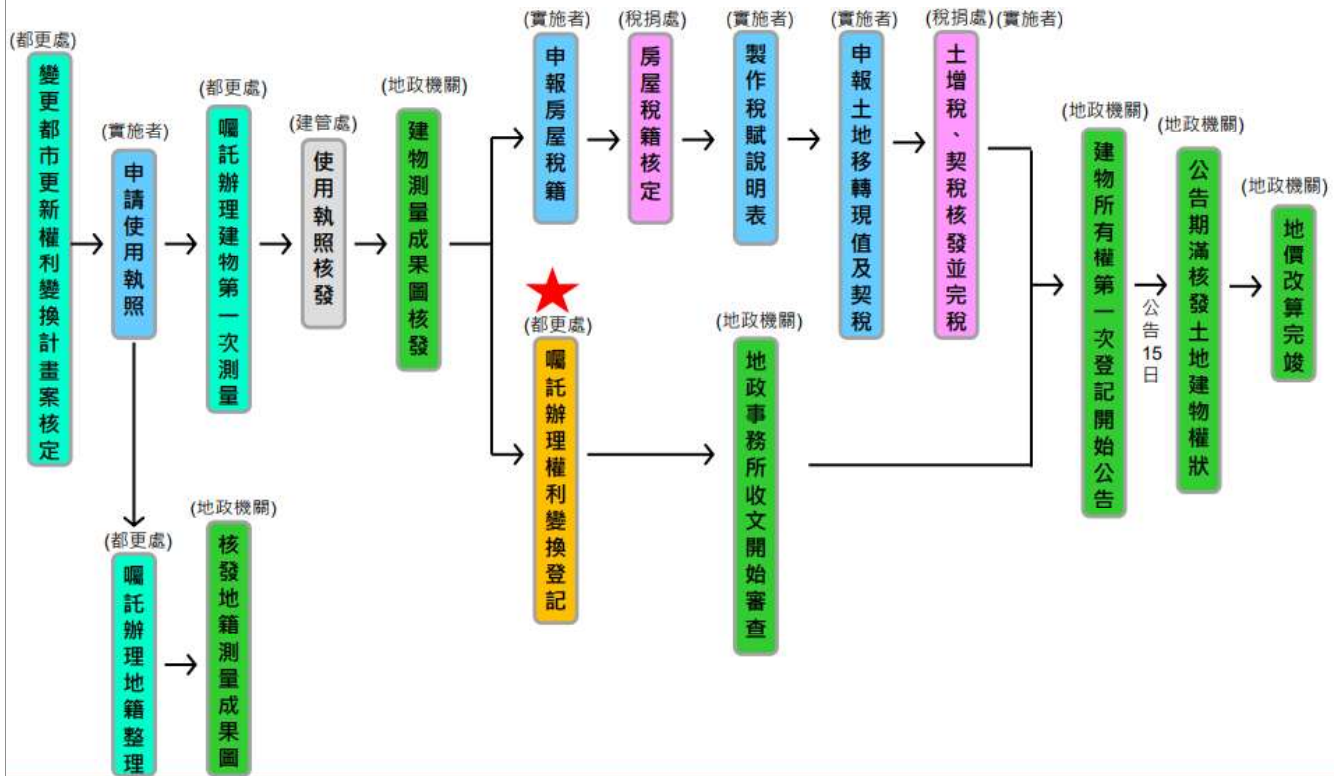 (都更處)
變更都市更新權利變換計畫案核定
(實施者)
申請使用執照
(都更處)
囑託辦理建物第一次測量
(建管處)
使用執照核發
(地政機關)
建物測量成果圖核發
(實施者)
申報房屋稅籍
(稅捐處)
房屋稅籍核定
(實施者)
製作稅賦說明表
(實施者)
申報土地移轉現值及契稅
(稅捐處)(實施者)
土增稅、契稅核發並完稅
(都更處)
囑託辦理權利變換登記
(地政機關)
地政事務所收文開始審查
(地政機關)
建物所有權第一次登記開始公告
公告15日
(地政機關)
公告期滿核發土地建物權狀
(地政機關)
地價改算完竣
(都更處)
囑託辦理地籍整理
(地政機關)
核發地籍測量成果圖